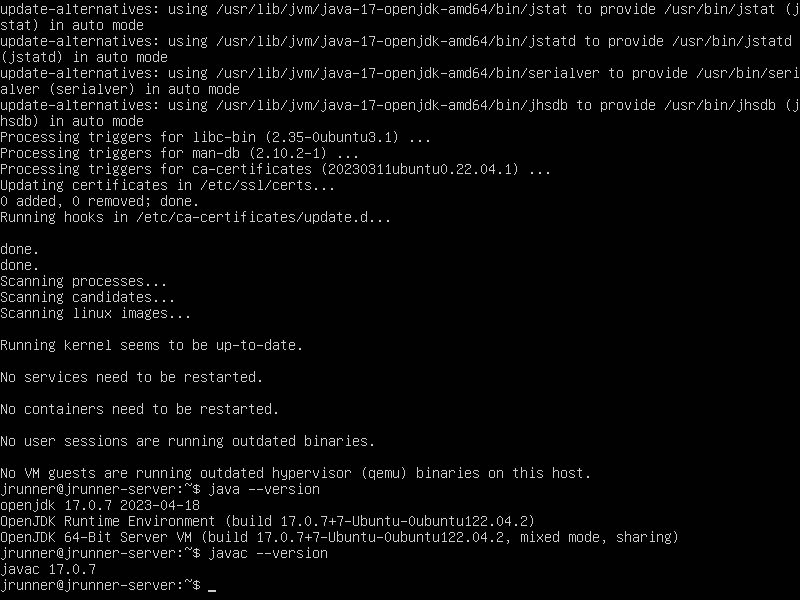 update-alternatives: using /usr/lib/jvm/java-17-openjdk-amd64/bin/jstat to provide /usr/bin/jstat (j
stat) in auto mode
update-alternatives: using /usr/lib/jvm/java-17-openjdk-amd64/bin/jstatd to provide /usr/bin/jstatd
(jstatd) in auto mode
update-alternatives: using /usr/lib/jvm/java-17-openjdk-amd64/bin/serialver to provide /usr/bin/seri
alver (serialver) in auto mode
update-alternatives: using /usr/lib/jvm/java-17-openjdk-amd64/bin/jhsdb to provide /usr/bin/jhsdb (j
hsdb) in auto mode
Processing triggers for libc-bin (2.35-0ubuntu3.1) ...
Processing triggers for man-db (2.10.2-1) ...
Processing triggers for ca-certificates (20230311ubuntu0.22.04.1) ...
Updating certificates in /etc/ssl/certs...
0 added, 0 removed; done.
Running hooks in /etc/ca-certificates/update.d...

done.
done.
Scanning processes...
Scanning candidates...
Scanning linux images...

Running kernel seems to be up-to-date.

No services need to be restarted.

No containers need to be restarted.

No user sessions are running outdated binaries.

No VM guests are running outdated hypervisor (qemu) binaries on this host.
jrunner@jrunner-server:~$ java --version
openjdk 17.0.7 2023-04-18
OpenJDK Runtime Environment (build 17.0.7+7-Ubuntu-0ubuntu122.04.2)
OpenJDK 64-Bit Server VM (build 17.0.7+7-Ubuntu-0ubuntu122.04.2, mixed mode, sharing)
jrunner@jrunner-server:~$ javac --version
javac 17.0.7
jrunner@jrunner-server:~$ _